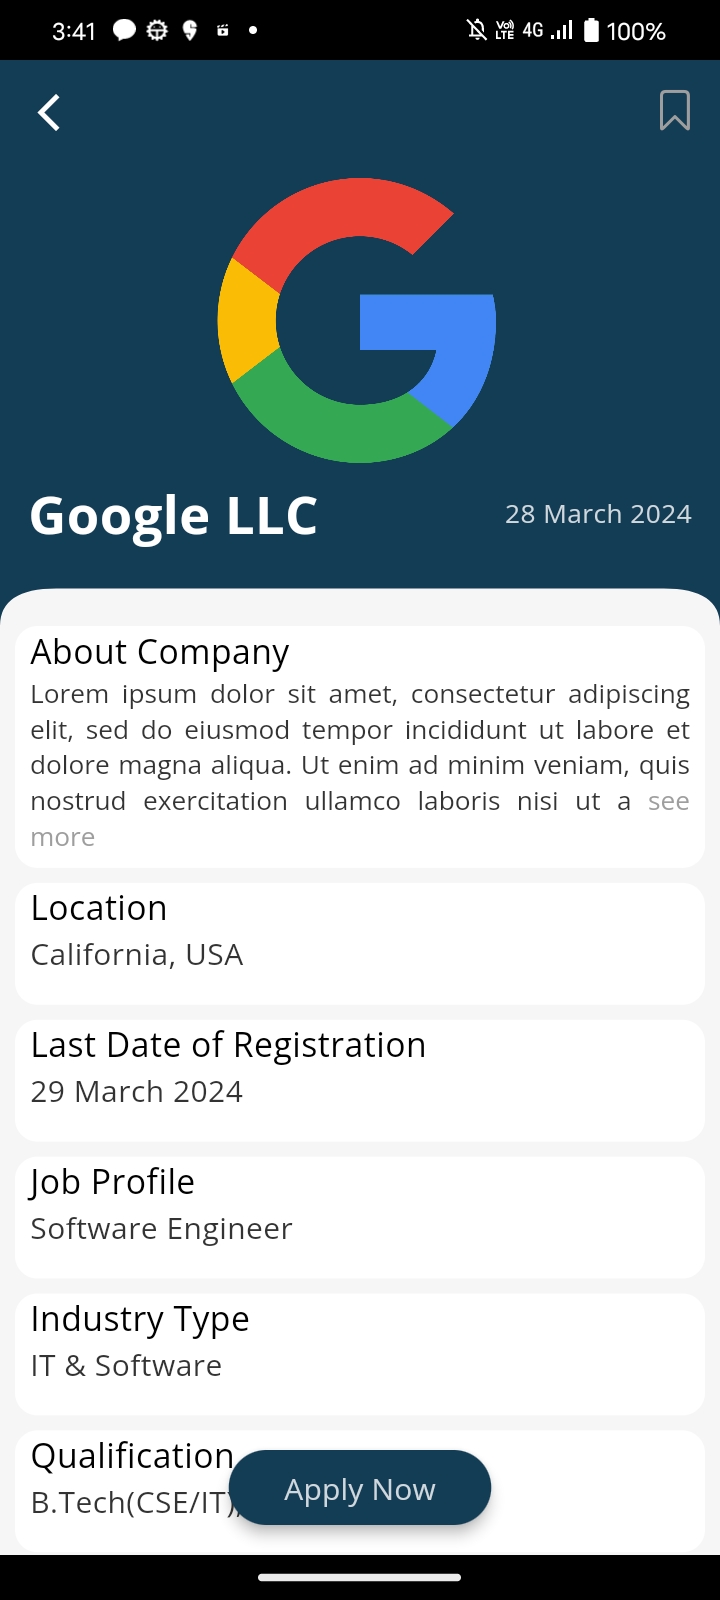 3:41
VoLTE 4G 100%
Google LLC
28 March 2024
About Company
Lorem ipsum dolor sit amet, consectetur adipiscing
elit, sed do eiusmod tempor incididunt ut labore et
dolore magna aliqua. Ut enim ad minim veniam, quis
nostrud exercitation ullamco laboris nisi ut a see
more
Location
California, USA
Last Date of Registration
29 March 2024
Job Profile
Software Engineer
Industry Type
IT & Software
Qualification
B.Tech(CSE/IT),
Apply Now